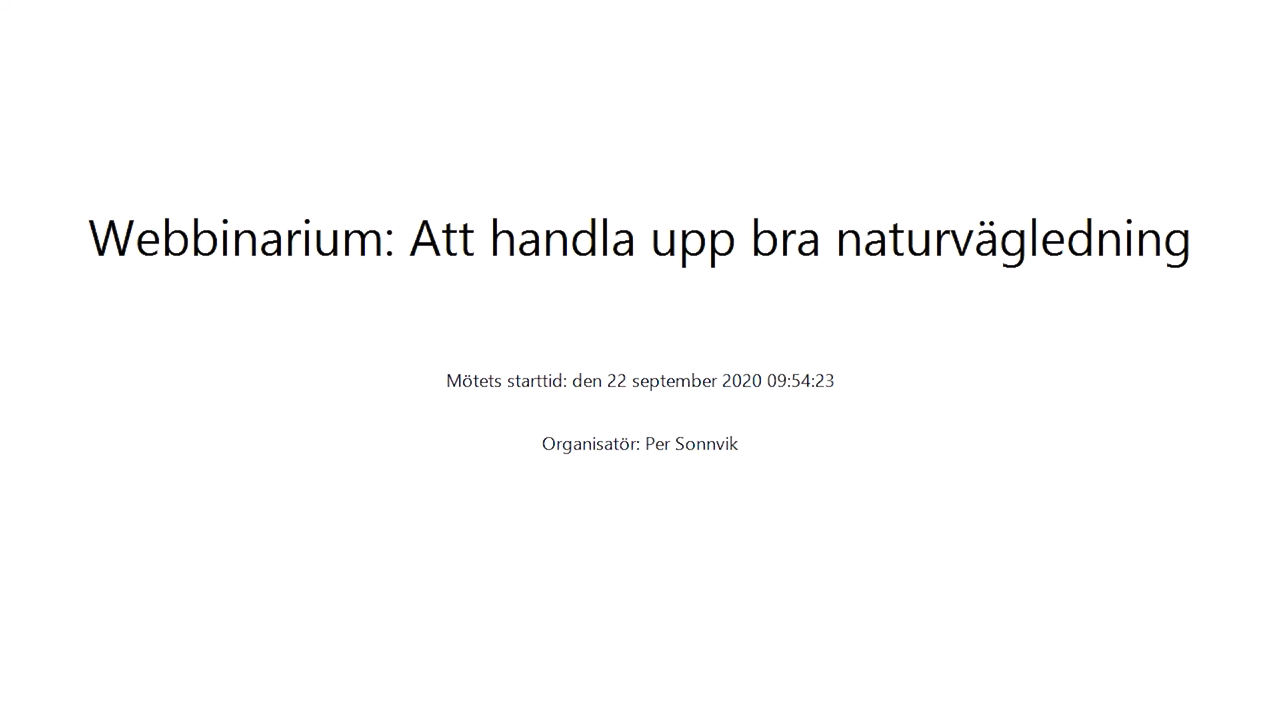 Webbinarium: Att handla upp bra naturvägledning
Mötets starttid: den 22 september 2020 09:54:23
Organisatör: Per Sonnvik